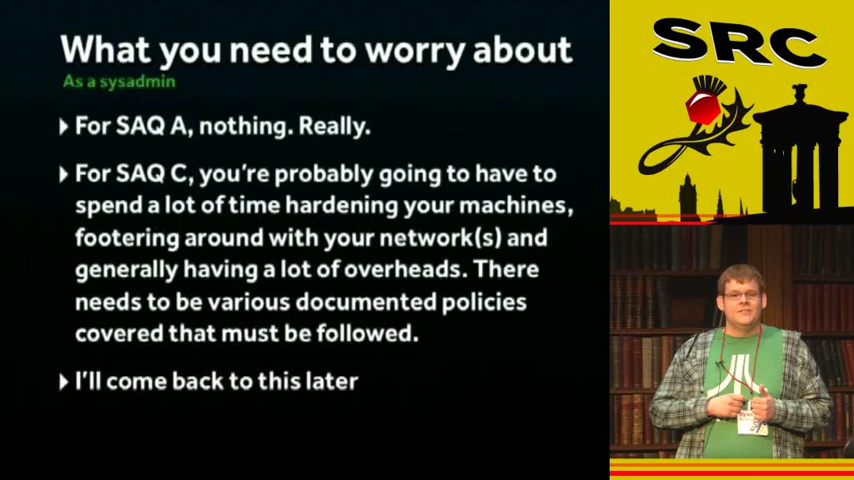 What you need to worry about
As a sysadmin
For SAQ A, nothing. Really.
For SAQ C, you're probably going to have to
spend a lot of time hardening your machines,
footering around with your network(s) and
generally having a lot of overheads. There
needs to be various documented policies
covered that must be followed.
I'll come back to this later
SRC